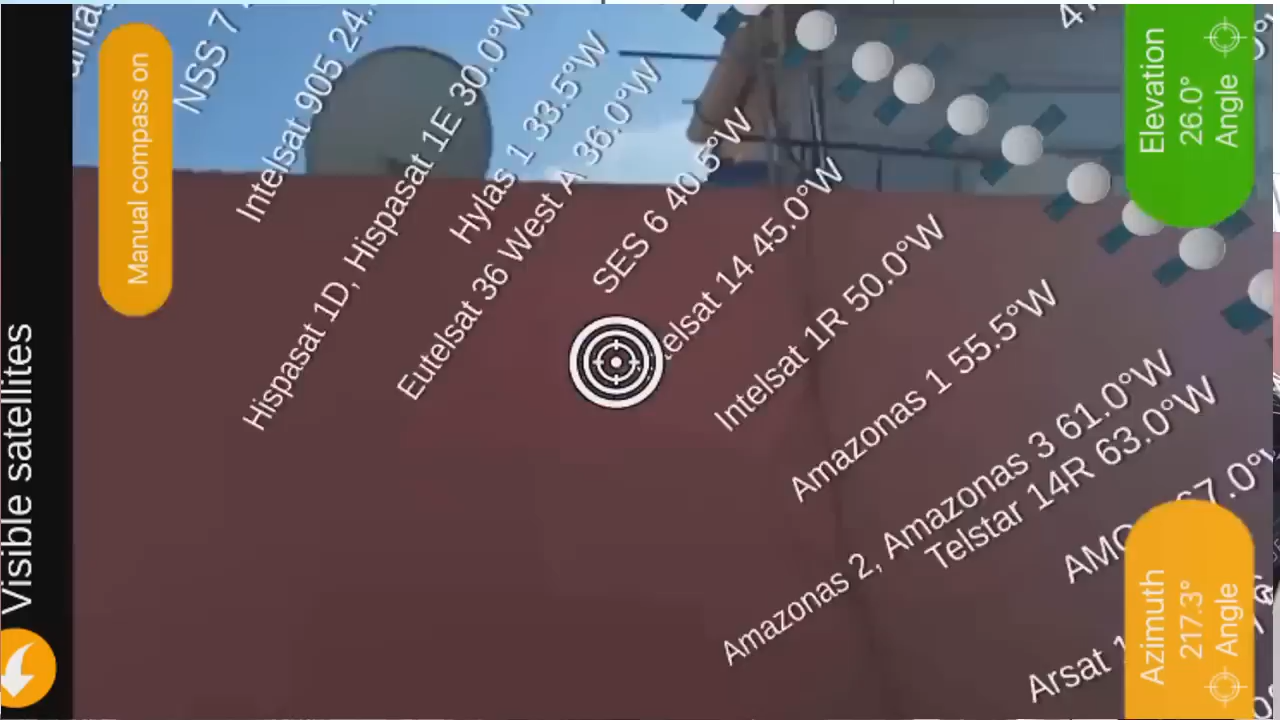 Visible satellites
Manual compass on
NSS 7
Intelsat 905 24.
Hispasat 1D, Hispasat 1E 30.0°W
Hylas 1 33.5°W
Eutelsat 36 West A 36.0°W
SES 6 40.5°W
telsat 14 45.0°W
Intelsat 1R 50.0°W
Amazonas 1 55.5°W
Amazonas 2, Amazonas 3 61.0°W
Telstar 14R 63.0°W
AMC 67.0°W
Arsat 1
Elevation
26.0°
Angle
Azimuth
217.3°
Angle